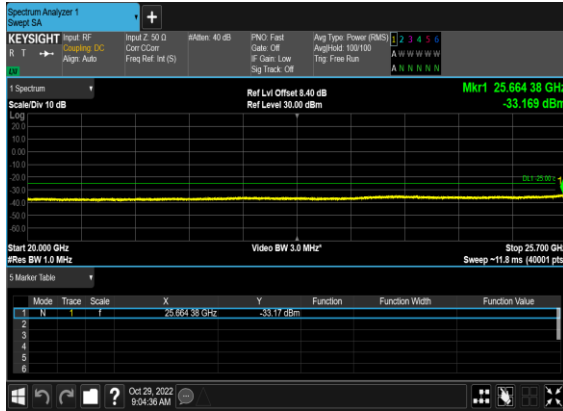 Spectrum Analyzer 1
Swept SA
+
KEYSIGHT Input: RF Input Z: 50 Ω #Atten: 40 dB PNO: Fast Avg Type: Power (RMS) 1 2 3 4 5 6
R T Coupling: DC Corr CCorr Gate: Off Avg|Hold: 100/100 A W W W W W
Align: Auto Freq Ref: Int (S) IF Gain: Low Trig: Free Run
LU Sig Track: Off A N N N N N
1 Spectrum Ref Lvl Offset 8.40 dB Mkr1 25.664 38 GHz
Scale/Div 10 dB Ref Level 30.00 dBm -33.169 dBm
Log
20.0
10.0
0.00
-10.0
-20.0
-30.0
-40.0
-50.0
-60.0
Start 20.000 GHz Video BW 3.0 MHz* Stop 25.700 GHz
#Res BW 1.0 MHz Sweep ~11.8 ms (40001 pts)
5 Marker Table
Mode Trace Scale X Y Function Function Width Function Value
1 N 1 f 25.664 38 GHz -33.17 dBm
2
3
4
5
6
? Oct 29, 2022
9:04:36 AM